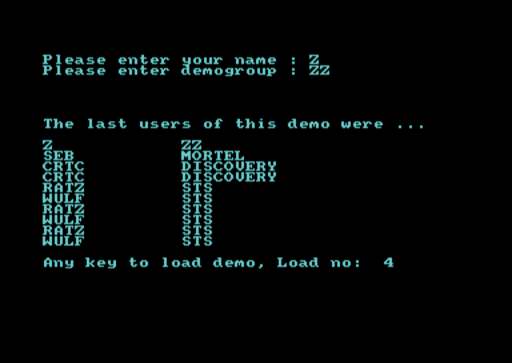 Please enter your name : Z
Please enter demogroup : ZZ
The last users of this demo were ...
Z ZZ
SEB MORTEL
CRTC DISCOVERY
CRTC DISCOVERY
RATZ STS
WULF STS
RATZ STS
WULF STS
RATZ STS
WULF STS
Any key to load demo, Load no: 4